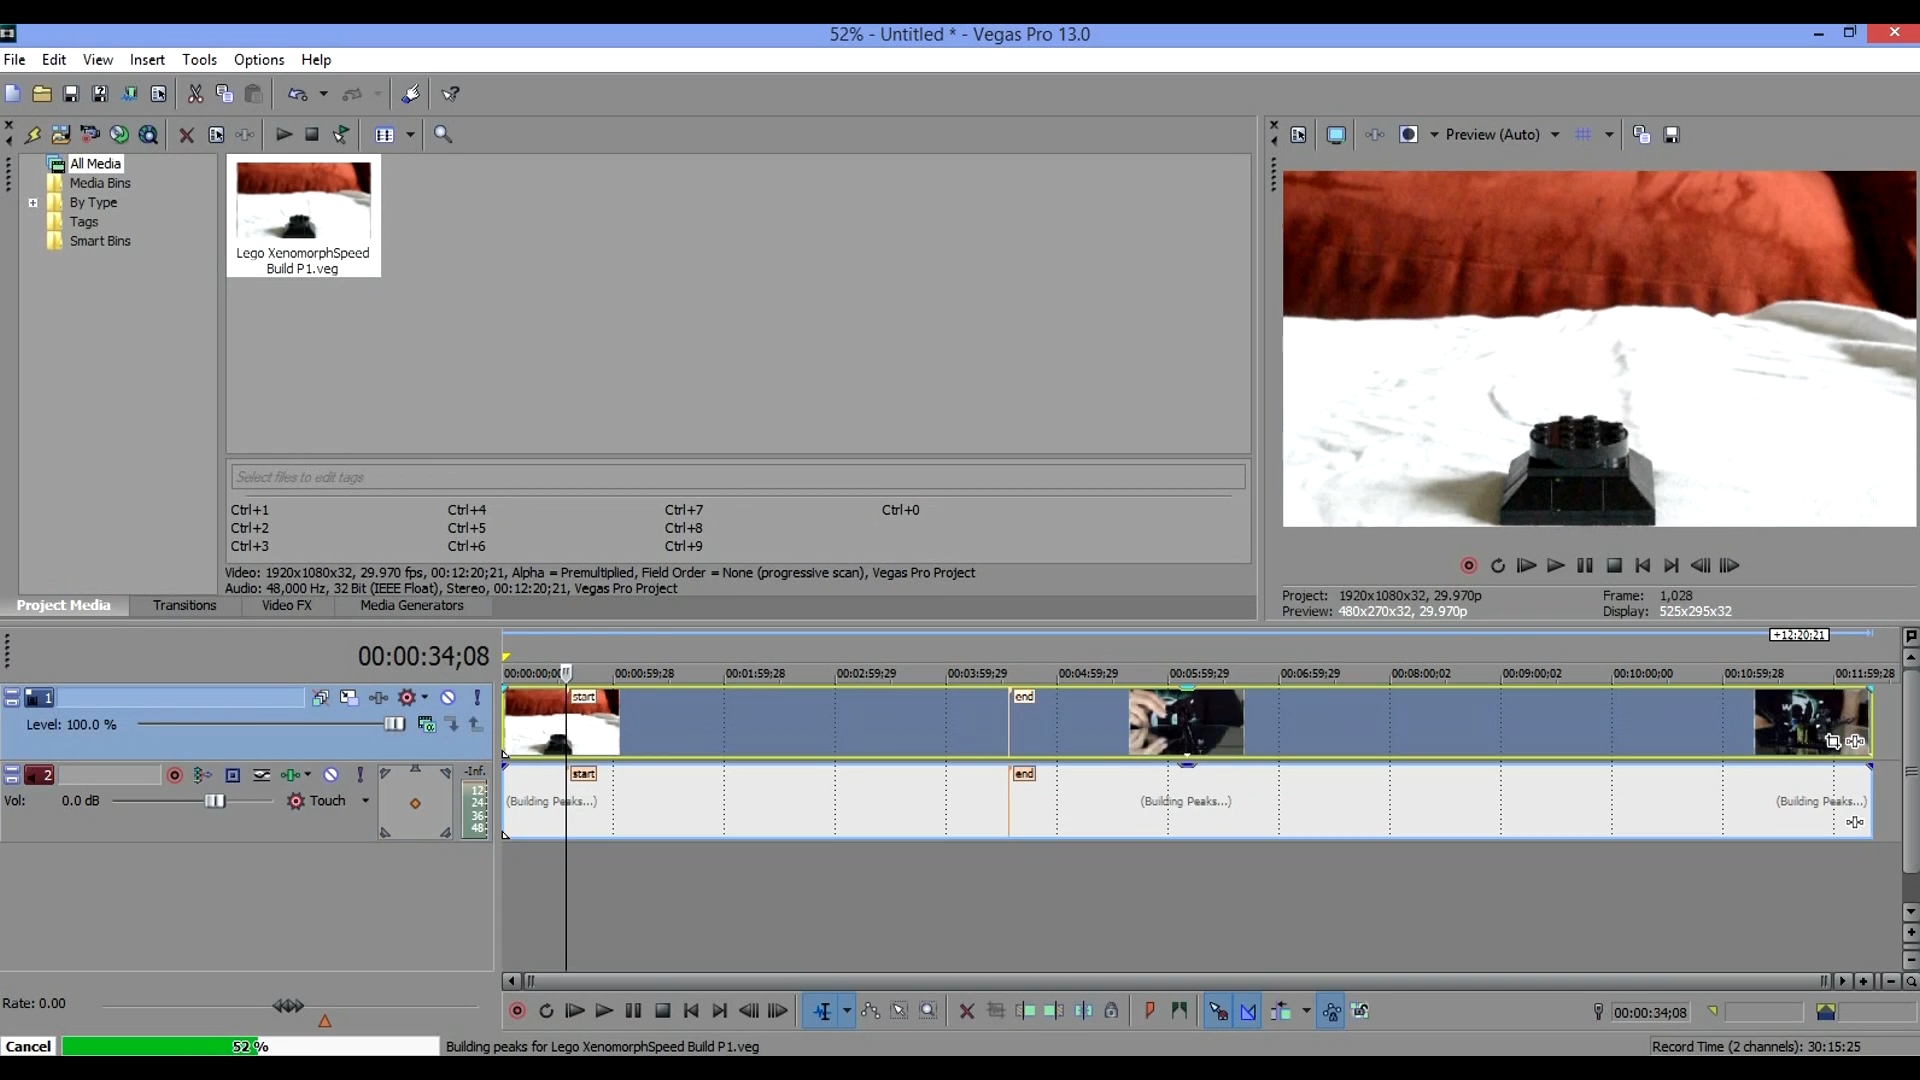 52% - Untitled * - Vegas Pro 13.0
File Edit View Insert Tools Options Help
Preview (Auto)
All Media
Media Bins
By Type
Tags
Smart Bins
Lego XenomorphSpeed
Build P1.veg
Select files to edit tags
Ctrl+1 Ctrl+4 Ctrl+7 Ctrl+0
Ctrl+2 Ctrl+5 Ctrl+8
Ctrl+3 Ctrl+6 Ctrl+9
Video: 1920x1080x32, 29.970 fps, 00:12:20;21, Alpha = Premultiplied, Field Order = None (progressive scan), Vegas Pro Project
Audio: 48,000 Hz, 32 Bit (IEEE Float), Stereo, 00:12:20;21, Vegas Pro Project
Project Media Transitions Video FX Media Generators
Project: 1920x1080x32, 29.970p Frame: 1,028
Preview: 480x270x32, 29.970p Display: 525x295x32
+12:20;21
00:00:34;08
00:00:00;00 00:00:59;28 00:01:59;28 00:02:59;29 00:03:59;29 00:04:59;29 00:05:59;29 00:06:59;29 00:08:00;02 00:09:00;02 00:10:00;00 00:10:59;28 00:11:59;28
1
start end
Level: 100.0 %
2
-Inf.
start end
12
24
36
48
Vol: 0.0 dB Touch
(Building Peaks...) (Building Peaks...) (Building Peaks...)
Rate: 0.00
00:00:34;08
Cancel 52 % Building peaks for Lego XenomorphSpeed Build P1.veg Record Time (2 channels): 30:15:25